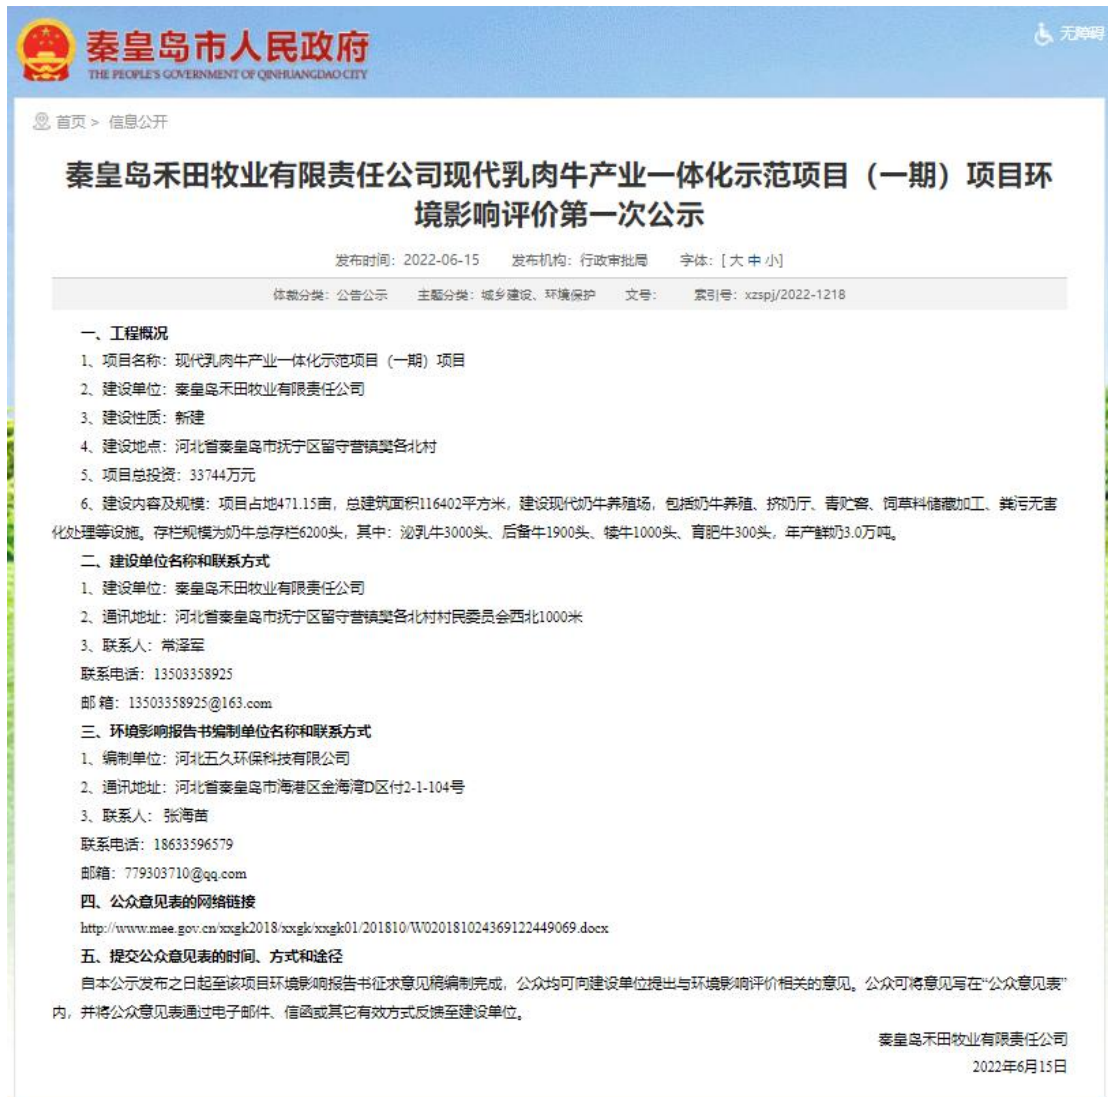 秦皇岛市人民政府
THE PEOPLE'S GOVERNMENT OF QINHUANGDAO CITY
无障碍
首页 > 信息公开
秦皇岛禾田牧业有限责任公司现代乳肉牛产业一体化示范项目（一期）项目环
境影响评价第一次公示
发布时间：2022-06-15 发布机构：行政审批局 字体：[ 大 中 小]
体裁分类：公告公示 主题分类：城乡建设、环境保护 文号： 索引号：xzspj/2022-1218
一、工程概况
1、项目名称：现代乳肉牛产业一体化示范项目（一期）项目
2、建设单位：秦皇岛禾田牧业有限责任公司
3、建设性质：新建
4、建设地点：河北省秦皇岛市抚宁区留守营镇樊各北村
5、项目总投资：33744万元
6、建设内容及规模：项目占地471.15亩，总建筑面积116402平方米，建设现代奶牛养殖场，包括奶牛养殖、挤奶厅、青贮窖、饲草料储藏加工、粪污无害
化处理等设施。存栏规模为奶牛总存栏6200头，其中：泌乳牛3000头、后备牛1900头、犊牛1000头、育肥牛300头，年产鲜奶3.0万吨。
二、建设单位名称和联系方式
1、建设单位：秦皇岛禾田牧业有限责任公司
2、通讯地址：河北省秦皇岛市抚宁区留守营镇樊各北村村民委员会西北1000米
3、联系人：常泽军
联系电话：13503358925
邮 箱：13503358925@163.com
三、环境影响报告书编制单位名称和联系方式
1、编制单位：河北五久环保科技有限公司
2、通讯地址：河北省秦皇岛市海港区金海湾D区付2-1-104号
3、联系人： 张海苗
联系电话：18633596579
邮箱：779303710@qq.com
四、公众意见表的网络链接
http://www.mee.gov.cn/xxgk2018/xxgk/xxgk01/201810/W020181024369122449069.docx
五、提交公众意见表的时间、方式和途径
自本公示发布之日起至该项目环境影响报告书征求意见稿编制完成，公众均可向建设单位提出与环境影响评价相关的意见。公众可将意见写在“公众意见表”
内，并将公众意见表通过电子邮件、信函或其它有效方式反馈至建设单位。
秦皇岛禾田牧业有限责任公司
2022年6月15日